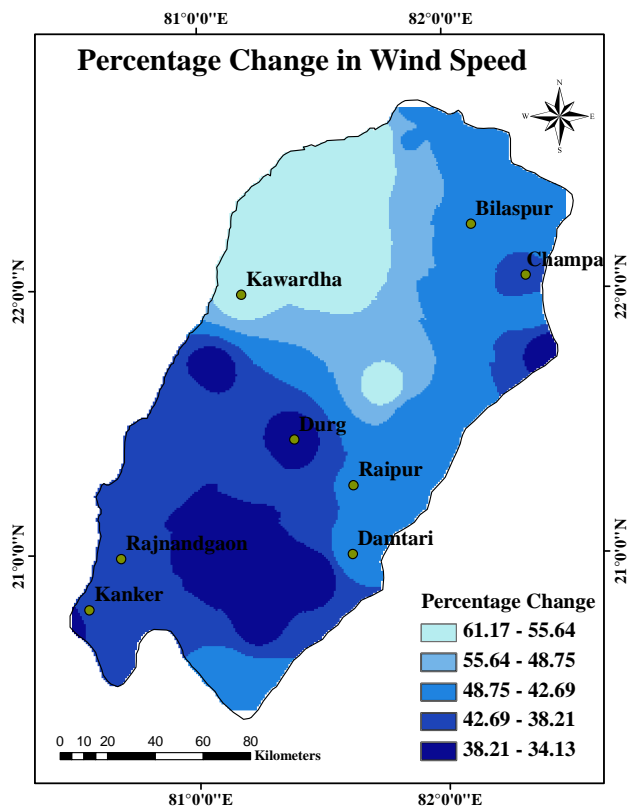 81°0'0"E 82°0'0"E
Percentage Change in Wind Speed
N
W E
S
Bilaspur
Champa
Kawardha
22°0'0"N 22°0'0"N
Durg
Raipur
Damtari
Rajnandgaon
21°0'0"N 21°0'0"N
Kanker
Percentage Change
61.17 - 55.64
55.64 - 48.75
48.75 - 42.69
42.69 - 38.21
38.21 - 34.13
0 10 20 40 60 80
Kilometers
81°0'0"E 82°0'0"E